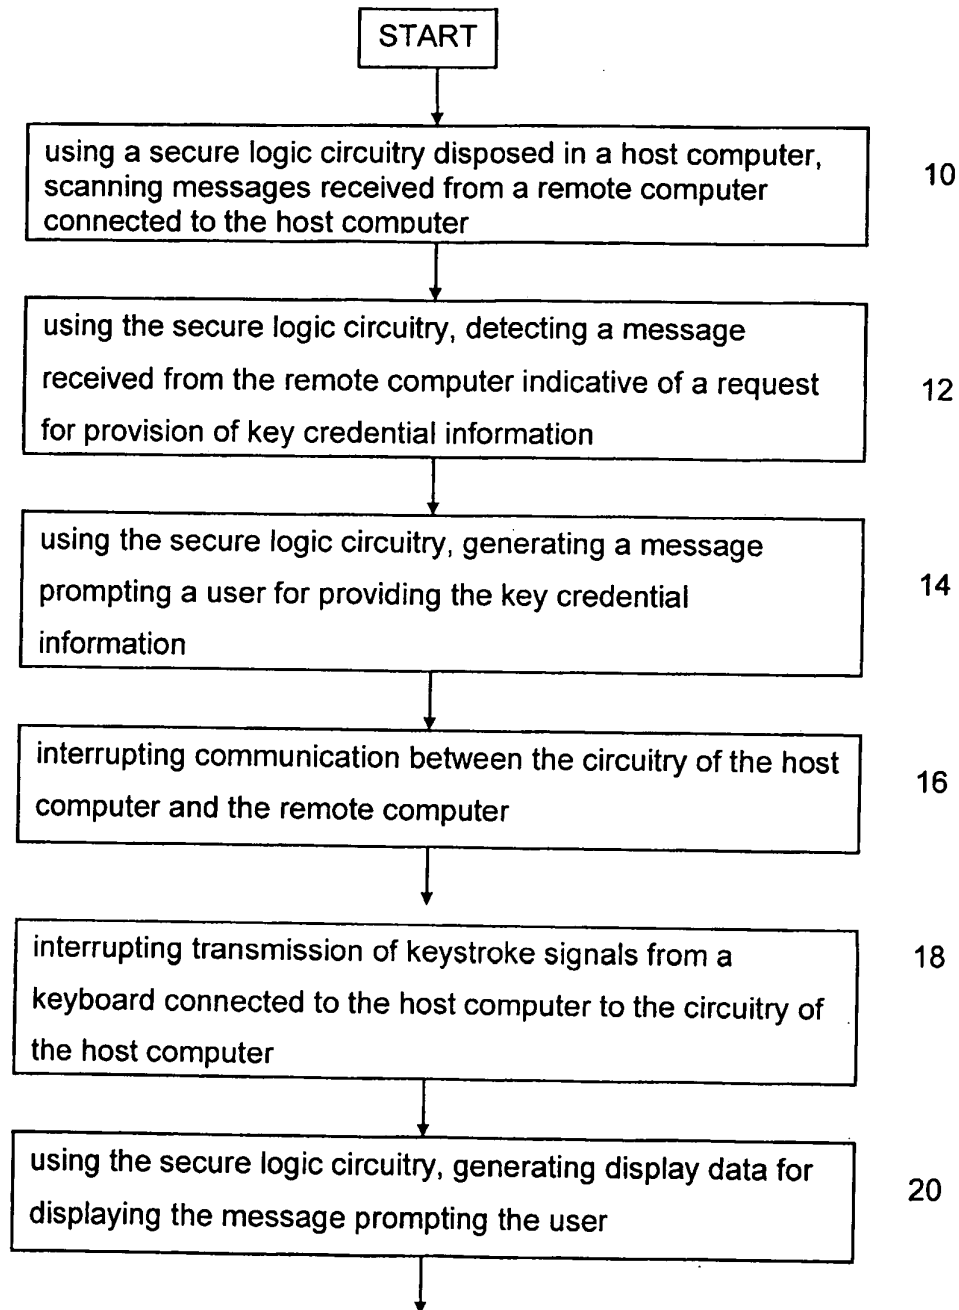 START
using a secure logic circuitry disposed in a host computer,
scanning messages received from a remote computer
connected to the host computer
10
using the secure logic circuitry, detecting a message
received from the remote computer indicative of a request
for provision of key credential information
12
using the secure logic circuitry, generating a message
prompting a user for providing the key credential
information
14
interrupting communication between the circuitry of the host
computer and the remote computer
16
interrupting transmission of keystroke signals from a
keyboard connected to the host computer to the circuitry of
the host computer
18
using the secure logic circuitry, generating display data for
displaying the message prompting the user
20